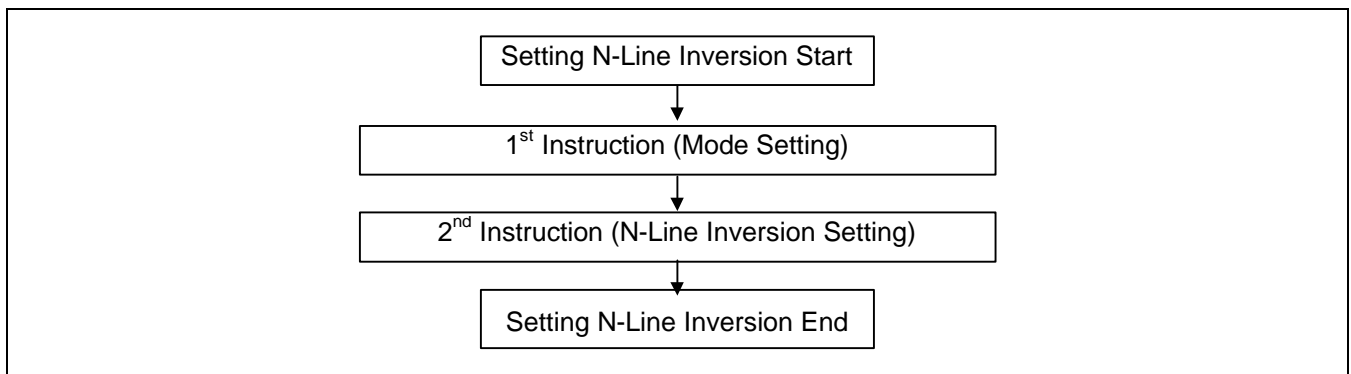 Setting N-Line Inversion Start
1st Instruction (Mode Setting)
2nd Instruction (N-Line Inversion Setting)
Setting N-Line Inversion End